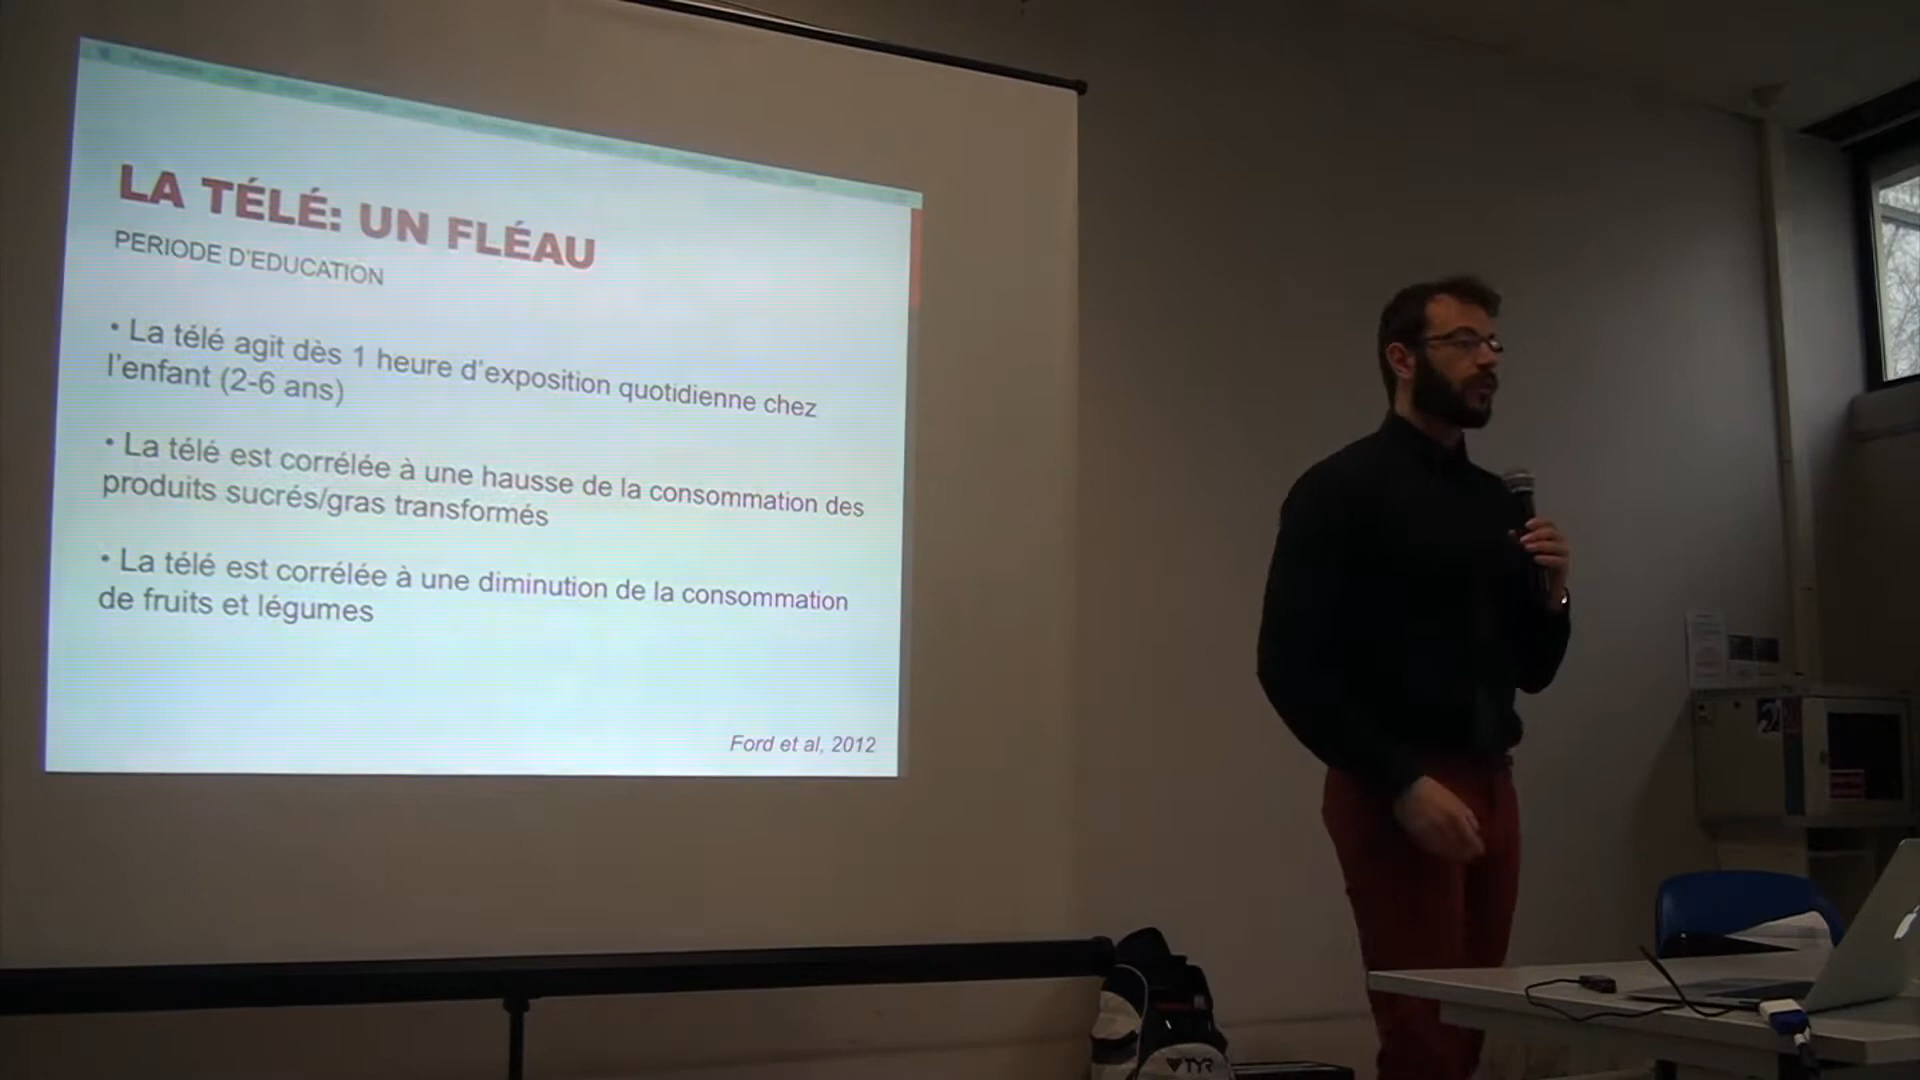 LA TÉLÉ: UN FLÉAU
PERIODE D'EDUCATION
• La télé agit dès 1 heure d'exposition quotidienne chez
l'enfant (2-6 ans)
• La télé est corrélée à une hausse de la consommation des
produits sucrés/gras transformés
• La télé est corrélée à une diminution de la consommation
de fruits et légumes
Ford et al, 2012
TYR